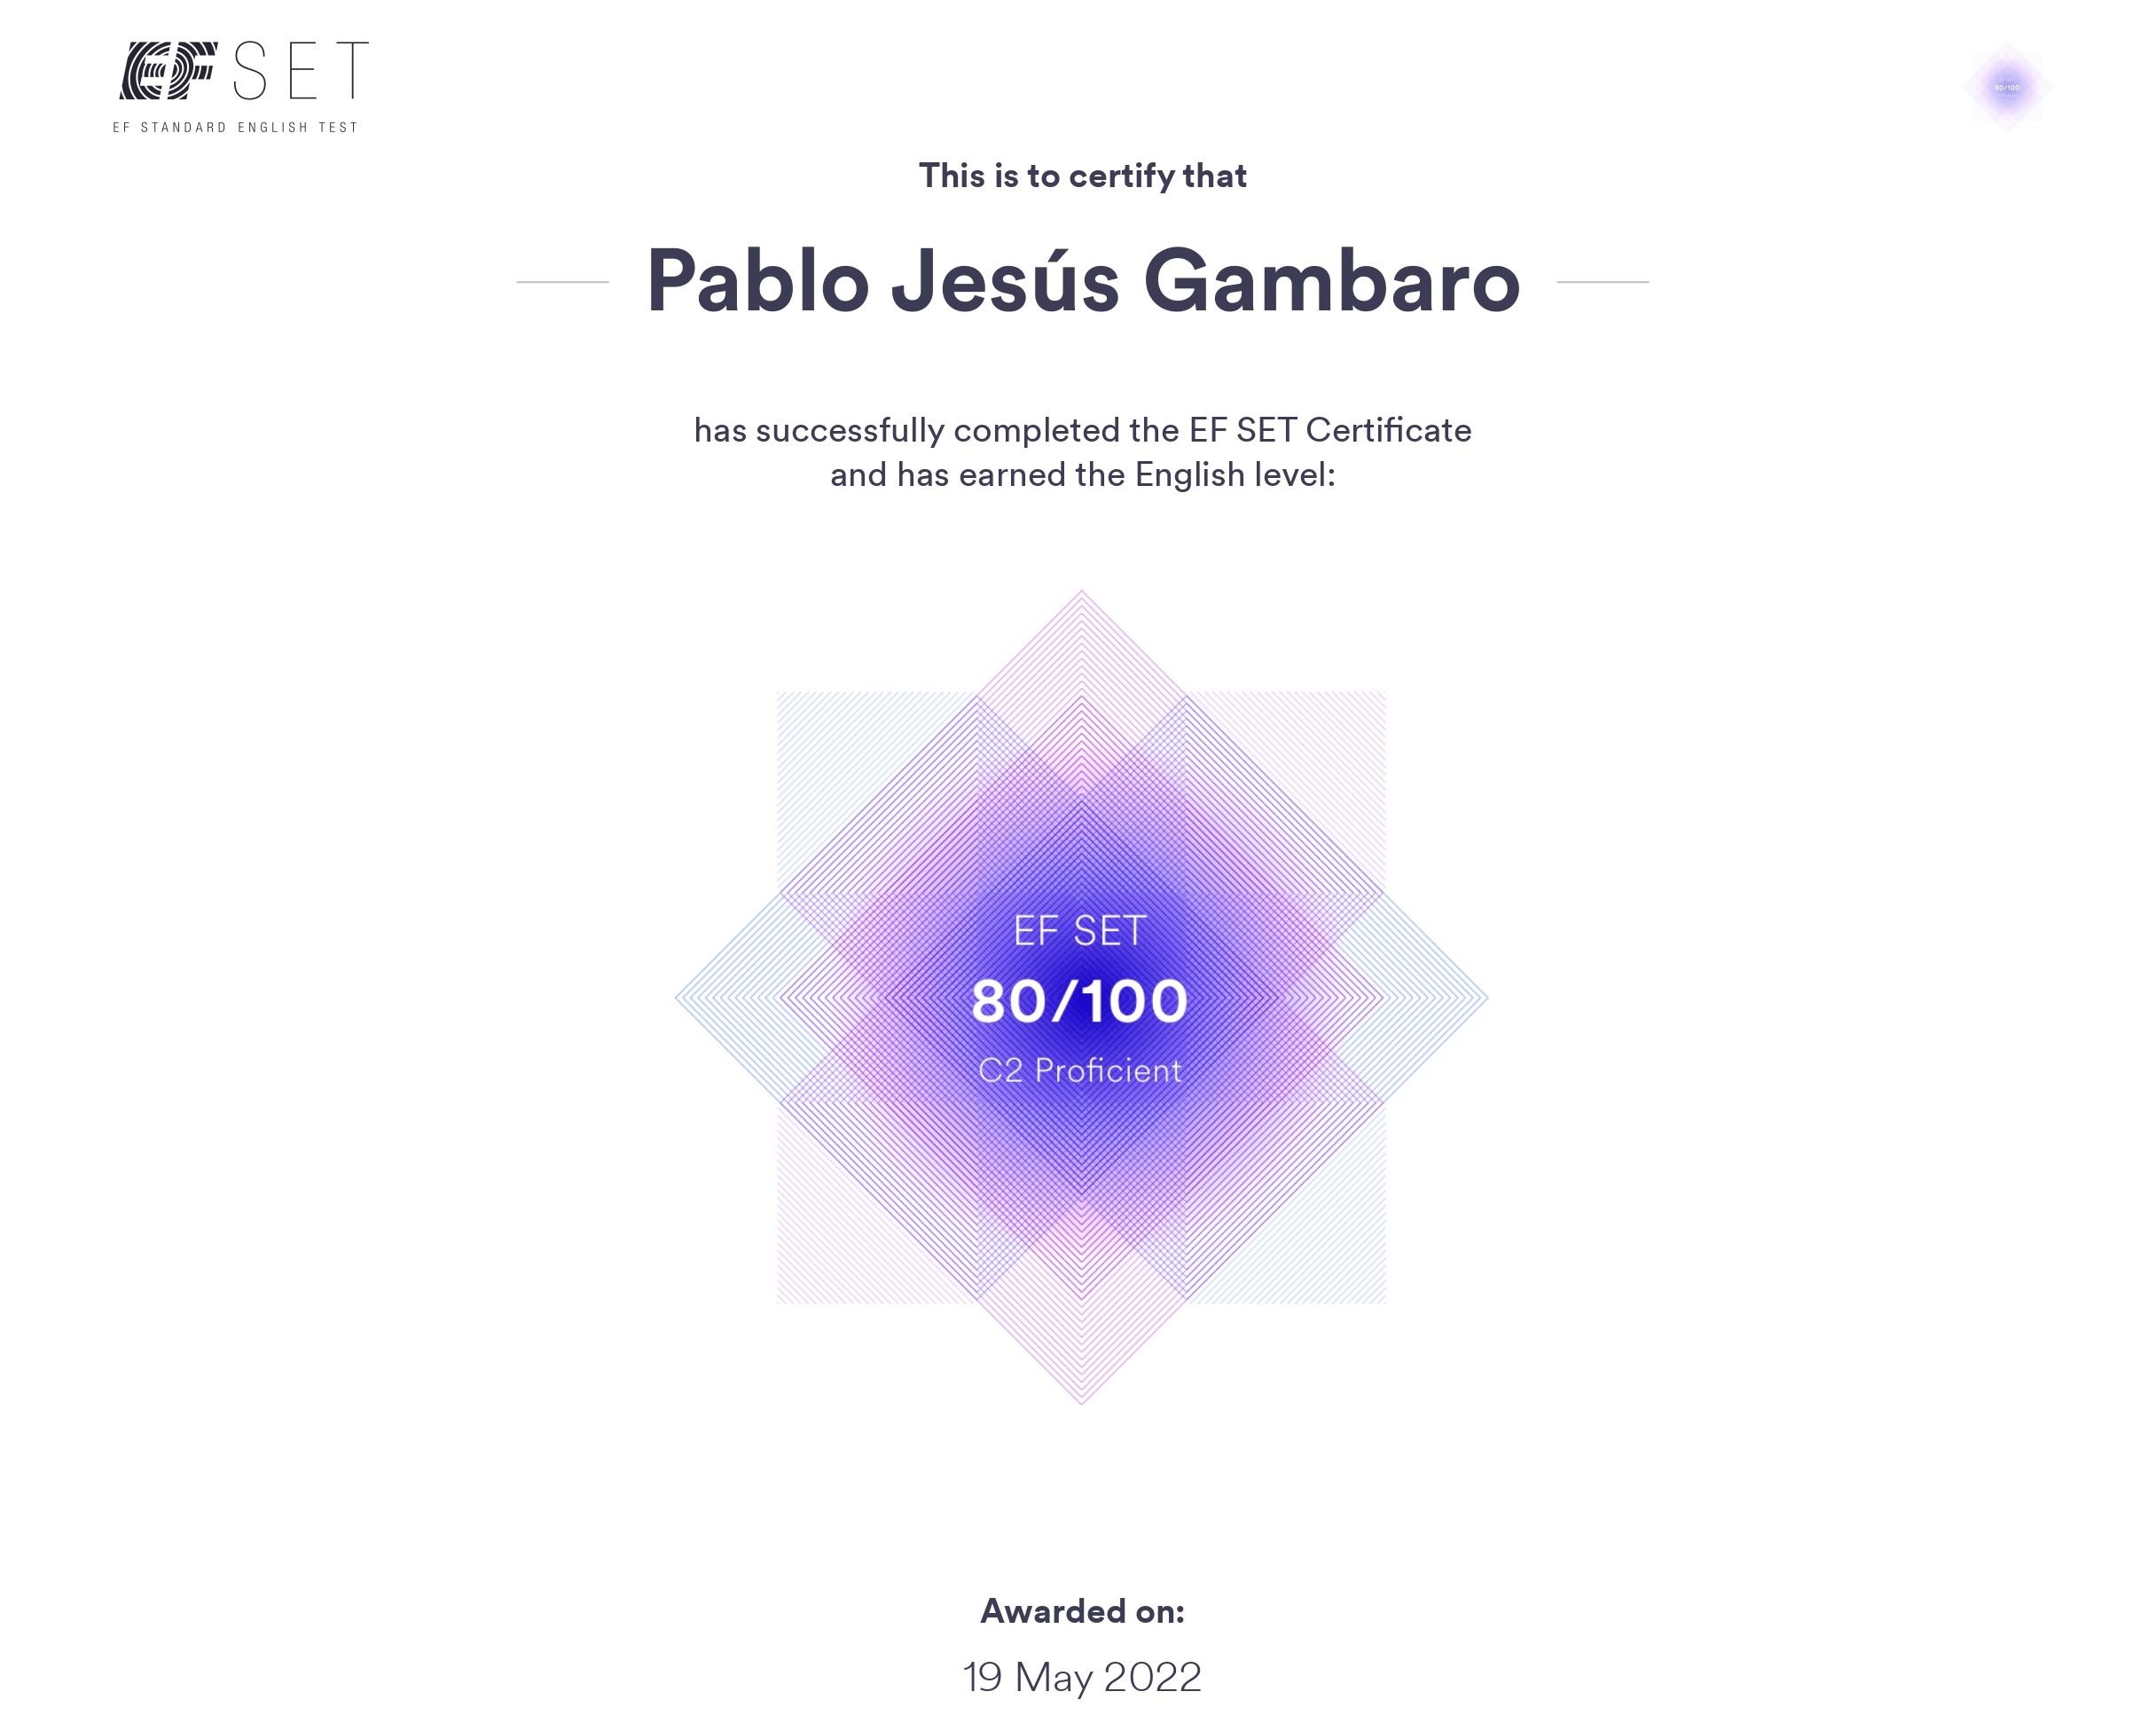 EF SET
EF STANDARD ENGLISH TEST
80/100
This is to certify that
Pablo Jesús Gambaro
has successfully completed the EF SET Certificate
and has earned the English level:
EF SET
80/100
C2 Proficient
Awarded on:
19 May 2022